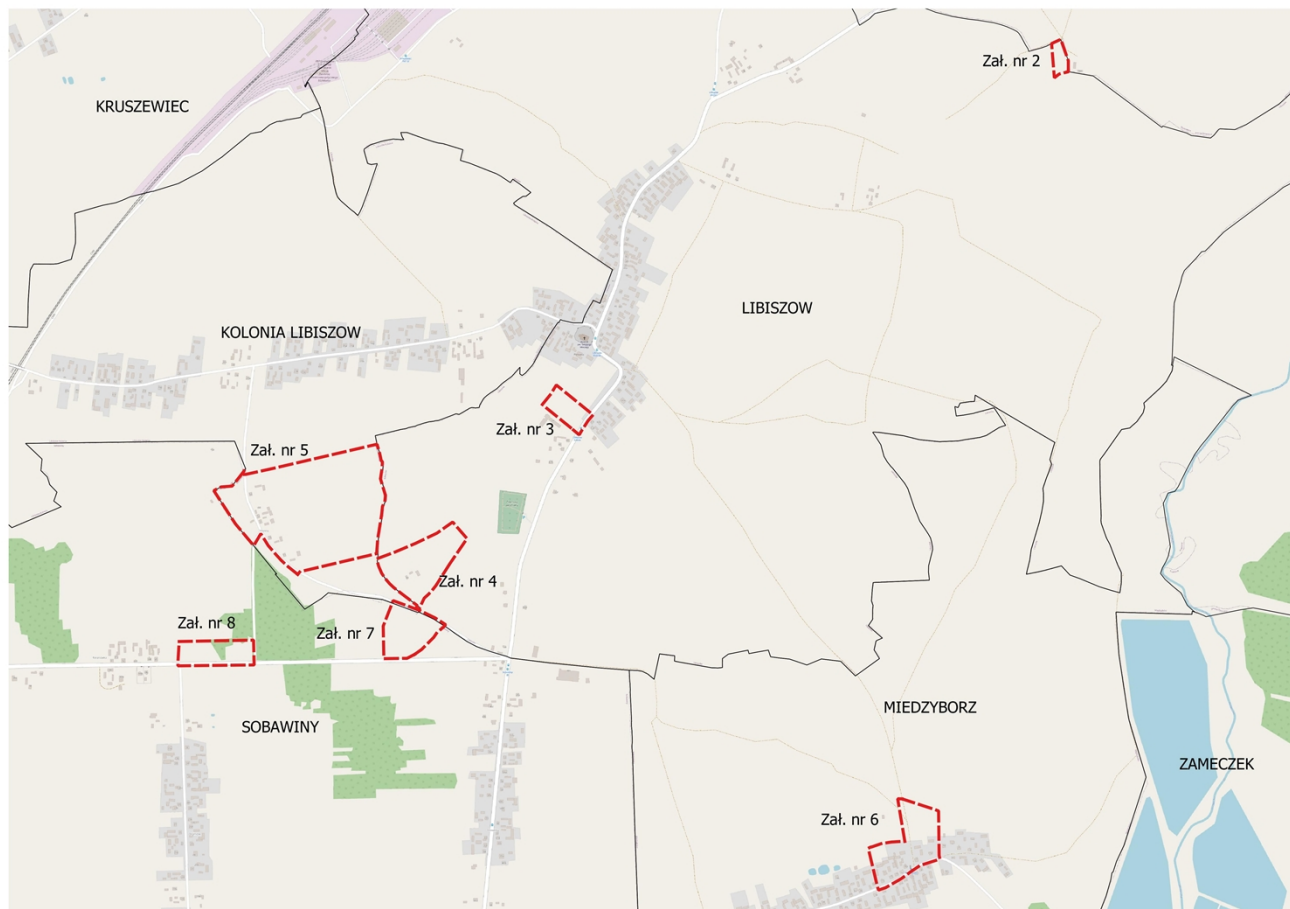 Zał. nr 2
KRUSZEWIEC
LIBISZOW
KOLONIA LIBISZOW
Zał. nr 3
Zał. nr 5
Zał. nr 4
Zał. nr 8
Zał. nr 7
MIEDZYBORZ
SOBAWINY
ZAMECZEK
Zał. nr 6